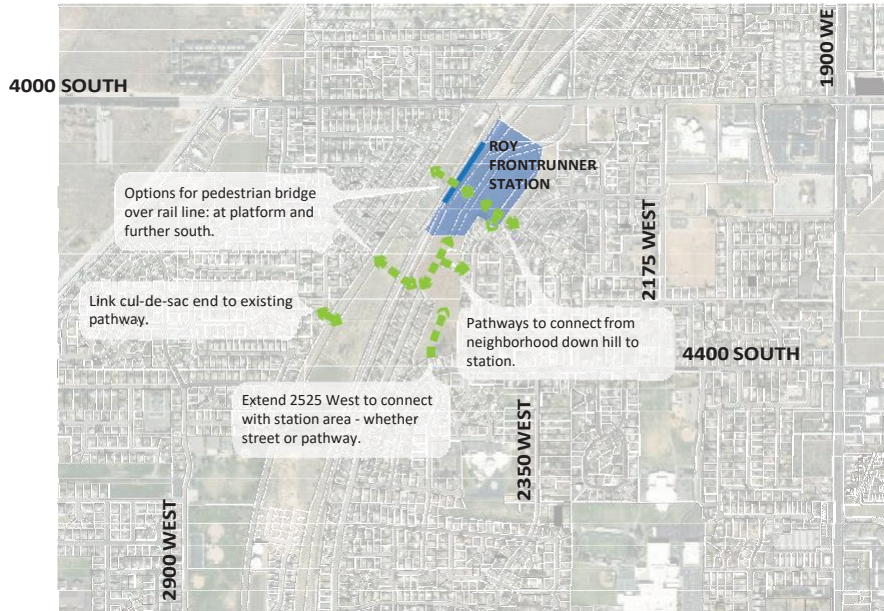 1900 WE
4000 SOUTH
ROY
FRONTRUNNER
STATION
Options for pedestrian bridge
over rail line: at platform and
further south.
2175 WEST
Link cul-de-sac end to existing
pathway.
Pathways to connect from
neighborhood down hill to
station.
4400 SOUTH
Extend 2525 West to connect
with station area - whether
street or pathway.
2350 WEST
2900 WEST